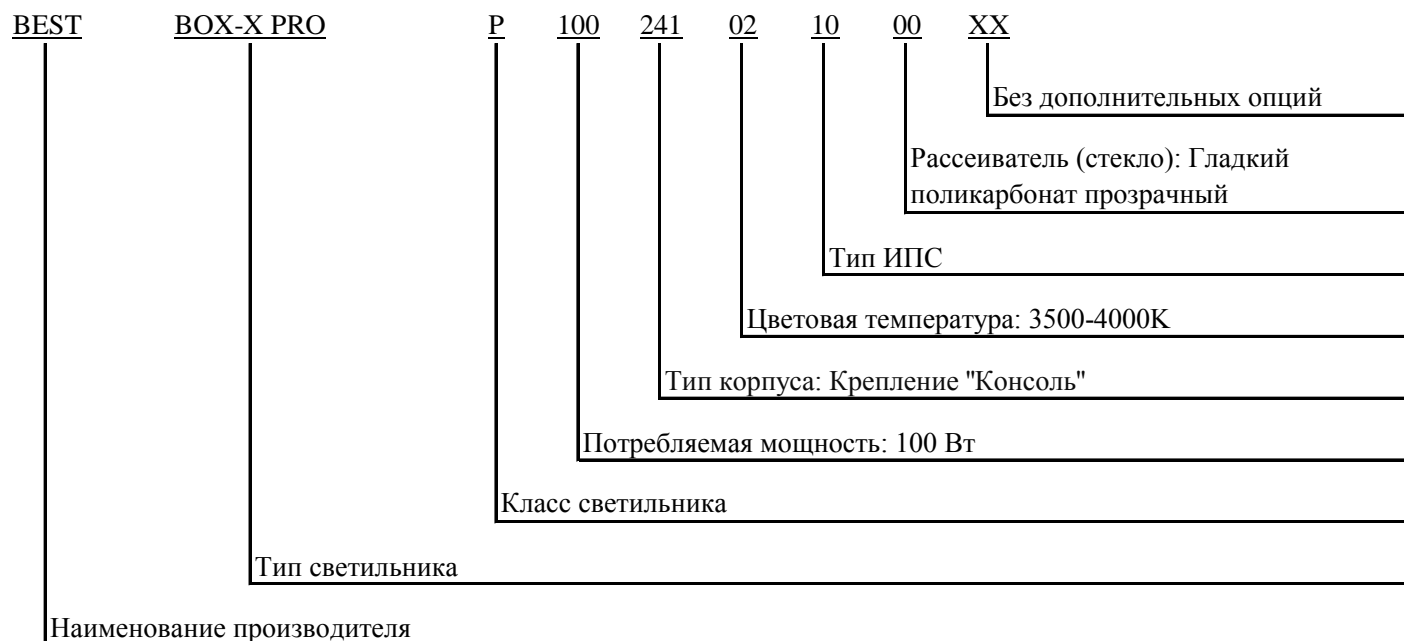 BEST BOX-X PRO P 100 241 02 10 00 XX
Без дополнительных опций
Рассеиватель (стекло): Гладкий
поликарбонат прозрачный
Тип ИПС
Цветовая температура: 3500-4000K
Тип корпуса: Крепление "Консоль"
Потребляемая мощность: 100 Вт
Класс светильника
Тип светильника
Наименование производителя